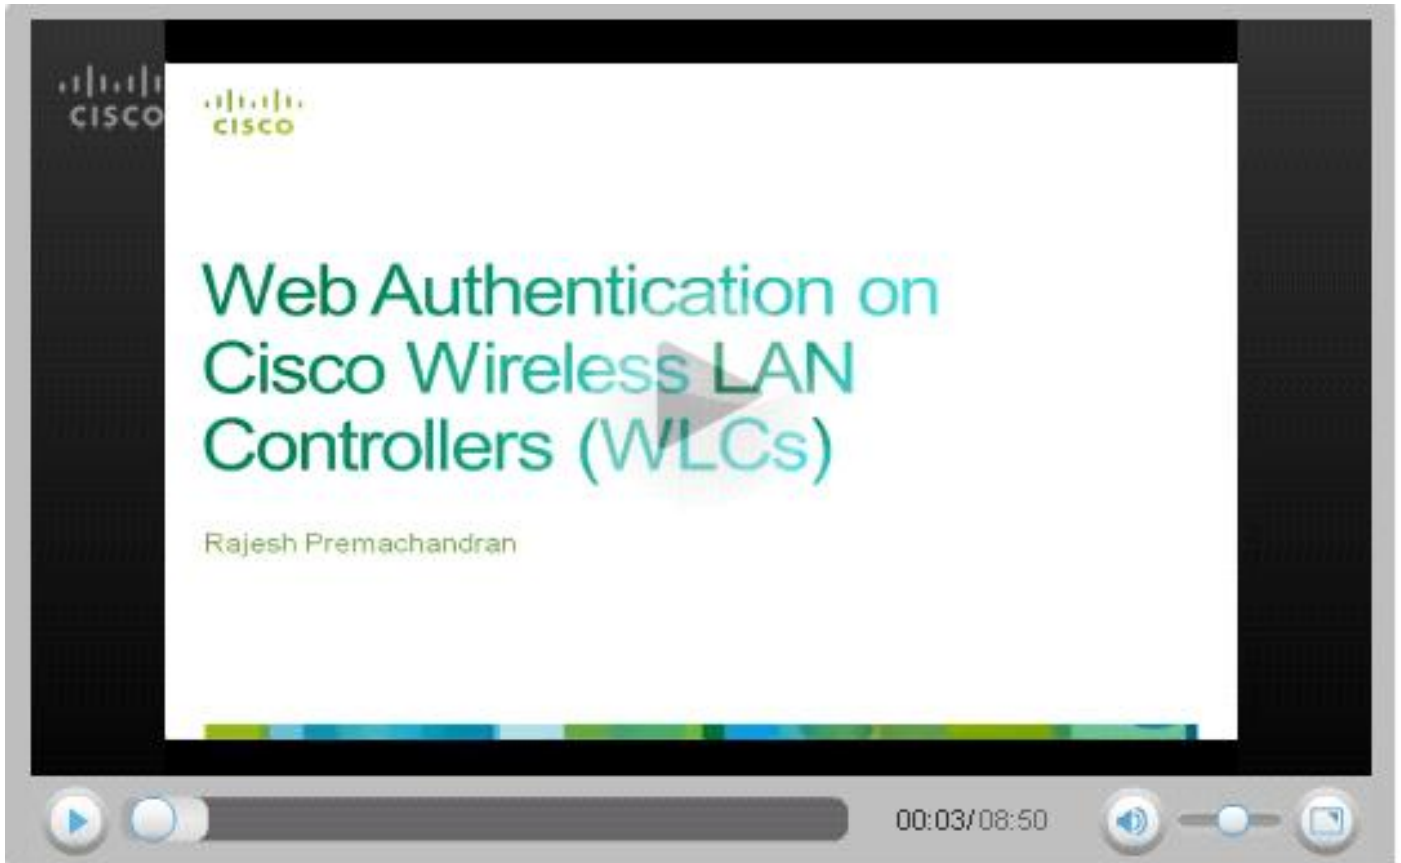 CISCO
CISCO
Web Authentication on
Cisco Wireless LAN
Controllers (WLCs)
Rajesh Premachandran
00:03/08:50